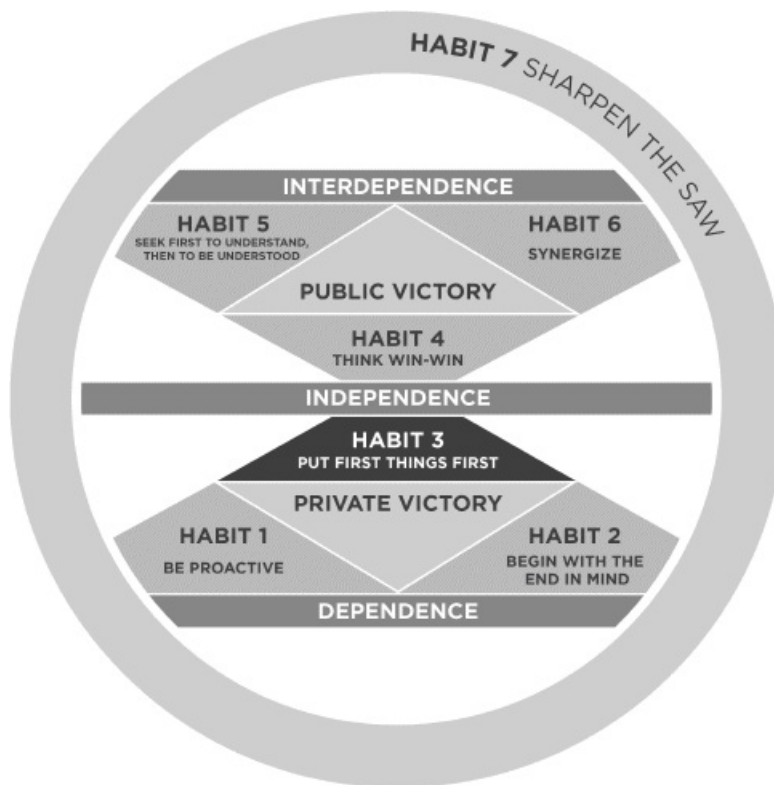 HABIT 7 SHARPEN THE SAW
INTERDEPENDENCE
HABIT 5
SEEK FIRST TO UNDERSTAND,
THEN TO BE UNDERSTOOD
HABIT 6
SYNERGIZE
PUBLIC VICTORY
HABIT 4
THINK WIN-WIN
INDEPENDENCE
HABIT 3
PUT FIRST THINGS FIRST
PRIVATE VICTORY
HABIT 1
BE PROACTIVE
HABIT 2
BEGIN WITH THE
END IN MIND
DEPENDENCE